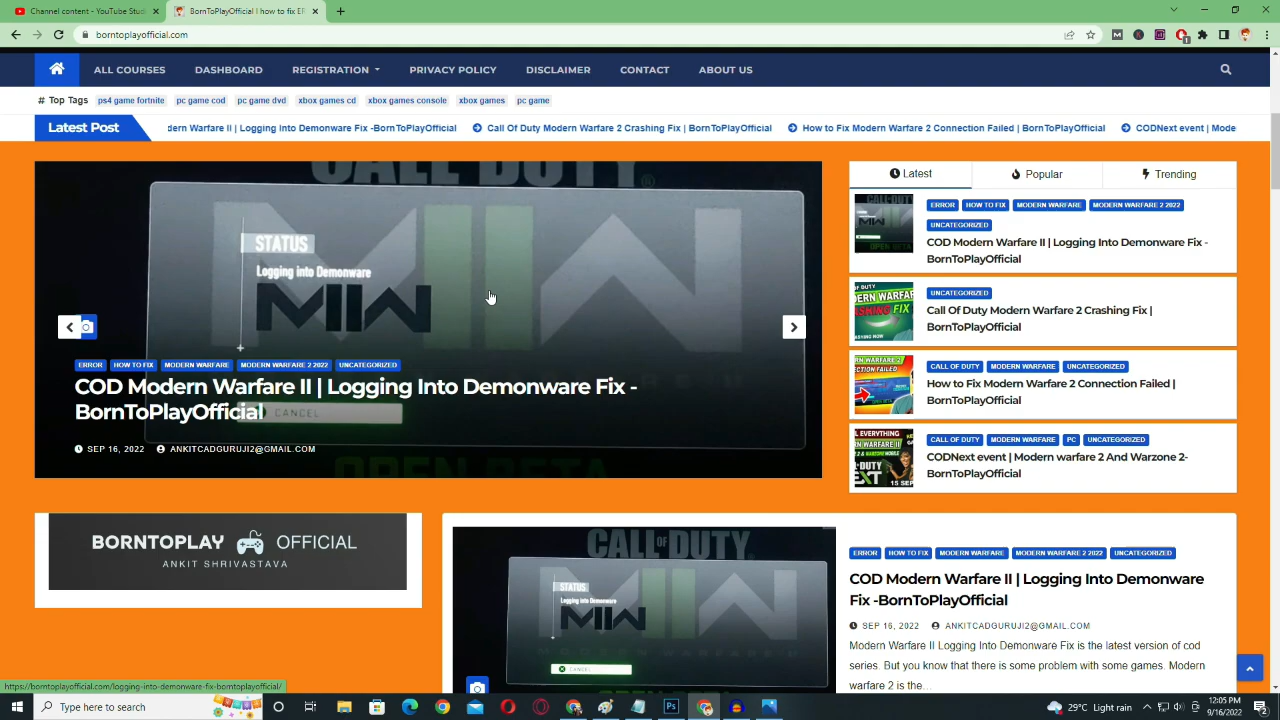 Channel content - YouTube Studio
BornToPlayOfficial | how to fix Er
borntoplayofficial.com
ALL COURSES DASHBOARD REGISTRATION PRIVACY POLICY DISCLAIMER CONTACT ABOUT US
# Top Tags ps4 game fortnite pc game cod pc game dvd xbox games cd xbox games console xbox games pc game
Latest Post
dern Warfare II | Logging Into Demonware Fix -BornToPlayOfficial Call Of Duty Modern Warfare 2 Crashing Fix | BornToPlayOfficial How to Fix Modern Warfare 2 Connection Failed | BornToPlayOfficial CODNext event | Mode
CALL OF DUTY®
STATUS
Logging into Demonware
MWII
CANCEL
OPEN BETA
ERROR HOW TO FIX MODERN WARFARE MODERN WARFARE 2 2022 UNCATEGORIZED
COD Modern Warfare II | Logging Into Demonware Fix -
BornToPlayOfficial
SEP 16, 2022 ANKITCADGURUJI2@GMAIL.COM
Latest Popular Trending
ERROR HOW TO FIX MODERN WARFARE MODERN WARFARE 2 2022
UNCATEGORIZED
COD Modern Warfare II | Logging Into Demonware Fix -
BornToPlayOfficial
UNCATEGORIZED
Call Of Duty Modern Warfare 2 Crashing Fix |
BornToPlayOfficial
CALL OF DUTY MODERN WARFARE UNCATEGORIZED
How to Fix Modern Warfare 2 Connection Failed |
BornToPlayOfficial
CALL OF DUTY MODERN WARFARE PC UNCATEGORIZED
CODNext event | Modern warfare 2 And Warzone 2-
BornToPlayOfficial
BORNTOPLAY OFFICIAL
ANKIT SHRIVASTAVA
CALL OF DUTY
STATUS
Logging into Demonware
MWII
CANCEL
ERROR HOW TO FIX MODERN WARFARE MODERN WARFARE 2 2022 UNCATEGORIZED
COD Modern Warfare II | Logging Into Demonware
Fix -BornToPlayOfficial
SEP 16, 2022 ANKITCADGURUJI2@GMAIL.COM
Modern Warfare II Logging Into Demonware Fix is the latest version of cod
series. But you know that there is some problem with some games. Modern
warfare 2 is the...
https://borntoplayofficial.com/logging-into-demonware-fix-borntoplayofficial/
Type here to search
29°C Light rain
12:05 PM
9/16/2022